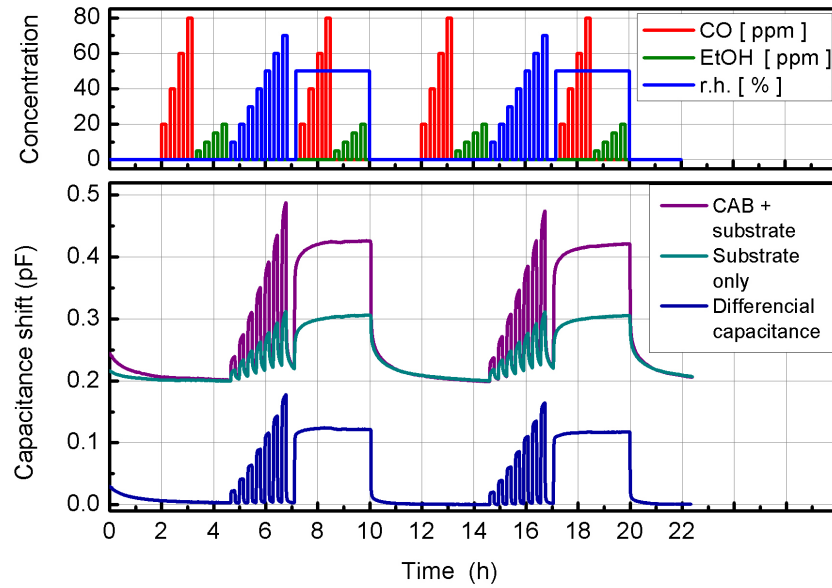 80
60
40
20
0
Concentration
CO [ ppm ]
EtOH [ ppm ]
r.h. [ % ]
0.5
0.4
0.3
0.2
0.1
0.0
Capacitance shift (pF)
CAB +
substrate
Substrate
only
Differencial
capacitance
0 2 4 6 8 10 12 14 16 18 20 22
Time (h)